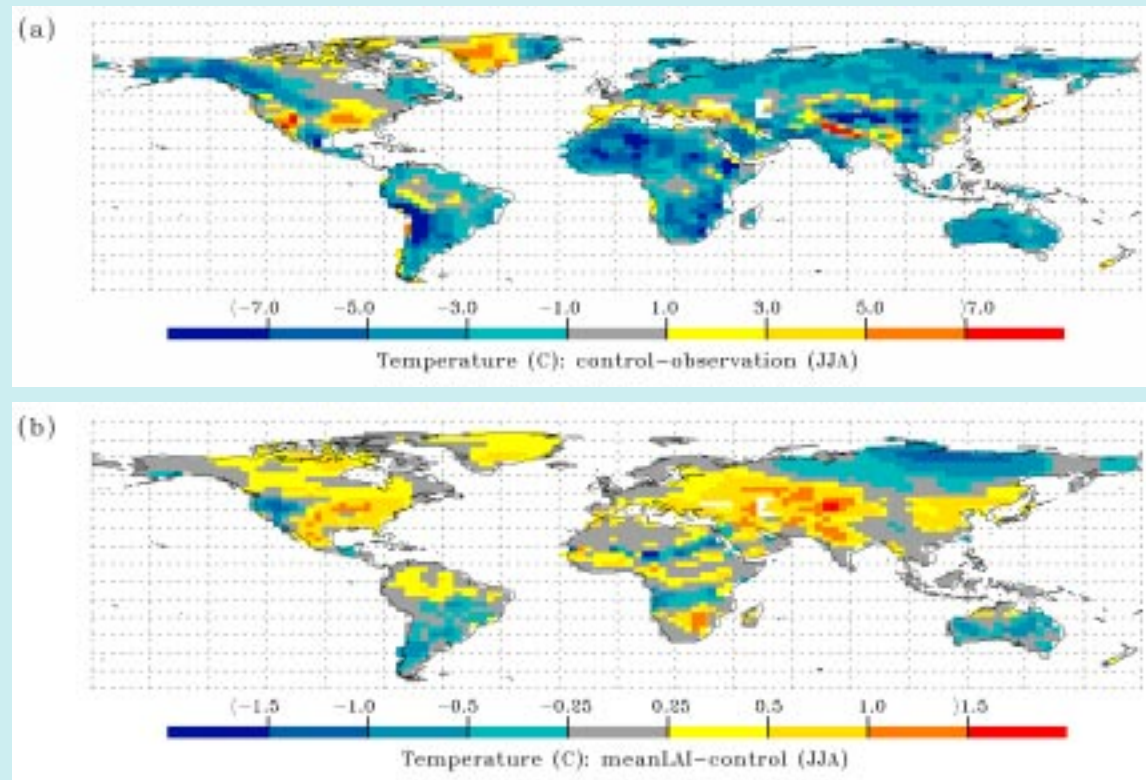 (a)
⟨-7.0 -5.0 -3.0 -1.0 1.0 3.0 5.0 ⟩7.0
Temperature (C): control-observation (JJA)
(b)
⟨-1.5 -1.0 -0.5 -0.25 0.25 0.5 1.0 ⟩1.5
Temperature (C): meanLAI-control (JJA)